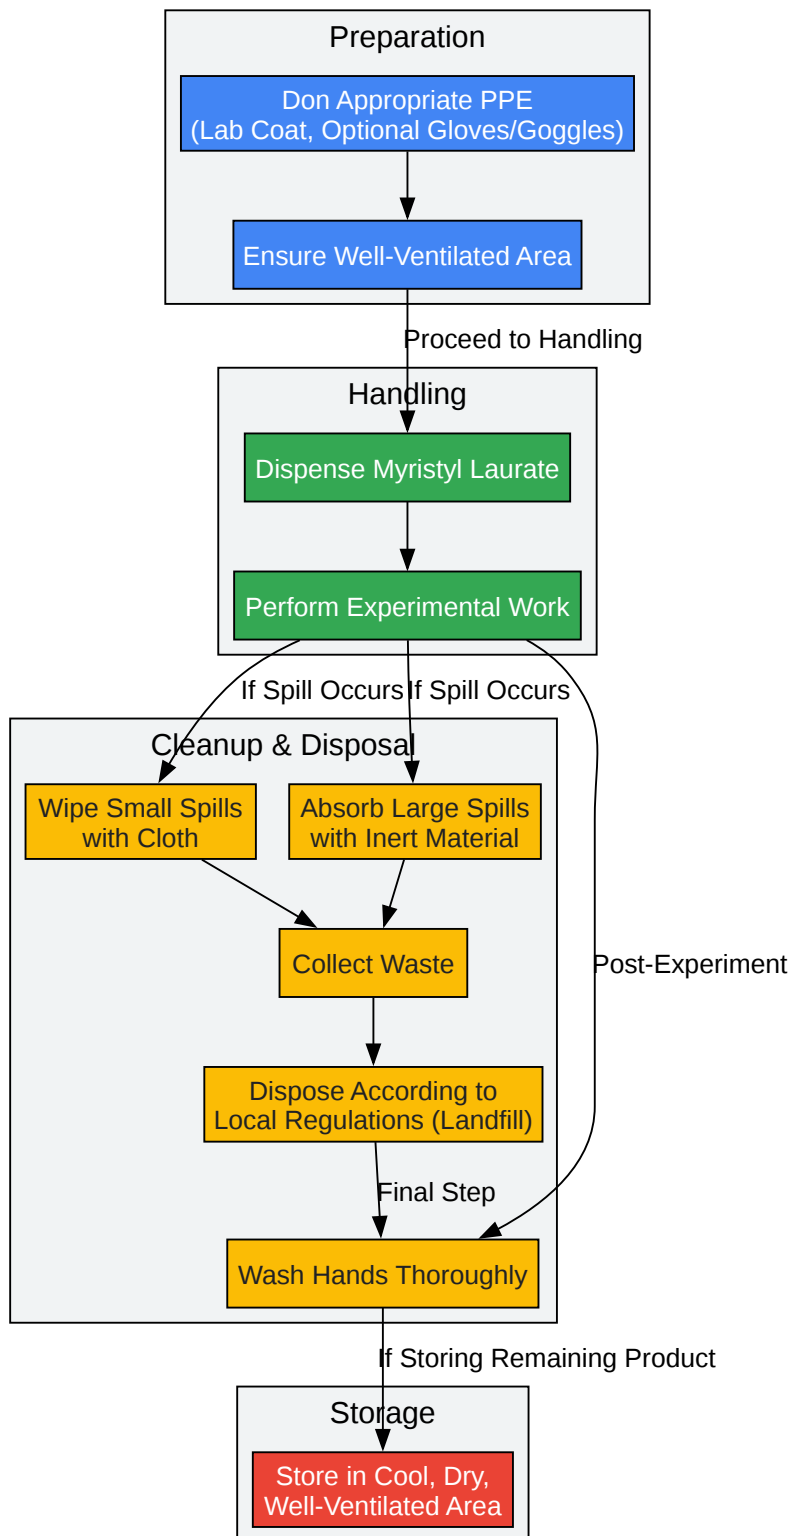 Preparation
Don Appropriate PPE
(Lab Coat, Optional Gloves/Goggles)
Ensure Well-Ventilated Area
Proceed to Handling
Handling
Dispense Myristyl Laurate
Perform Experimental Work
If Spill Occurs
If Spill Occurs
Cleanup & Disposal
Wipe Small Spills
with Cloth
Absorb Large Spills
with Inert Material
Collect Waste
Post-Experiment
Dispose According to
Local Regulations (Landfill)
Final Step
Wash Hands Thoroughly
If Storing Remaining Product
Storage
Store in Cool, Dry,
Well-Ventilated Area